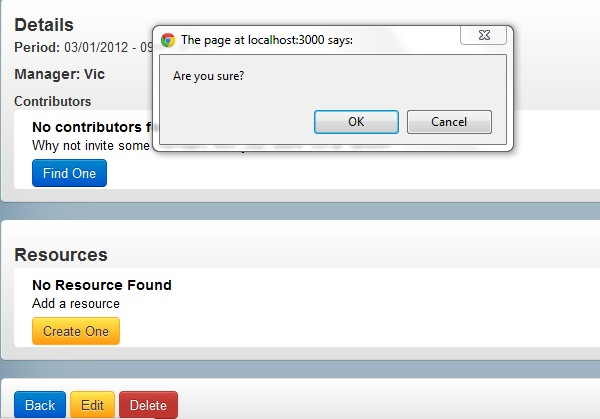 Details
The page at localhost:3000 says:
Period: 03/01/2012 - 09
Are you sure?
Manager: Vic
Contributors
OK
Cancel
No contributors
Why not invite some
Find One
Resources
No Resource Found
Add a resource
Create One
Back
Edit
Delete